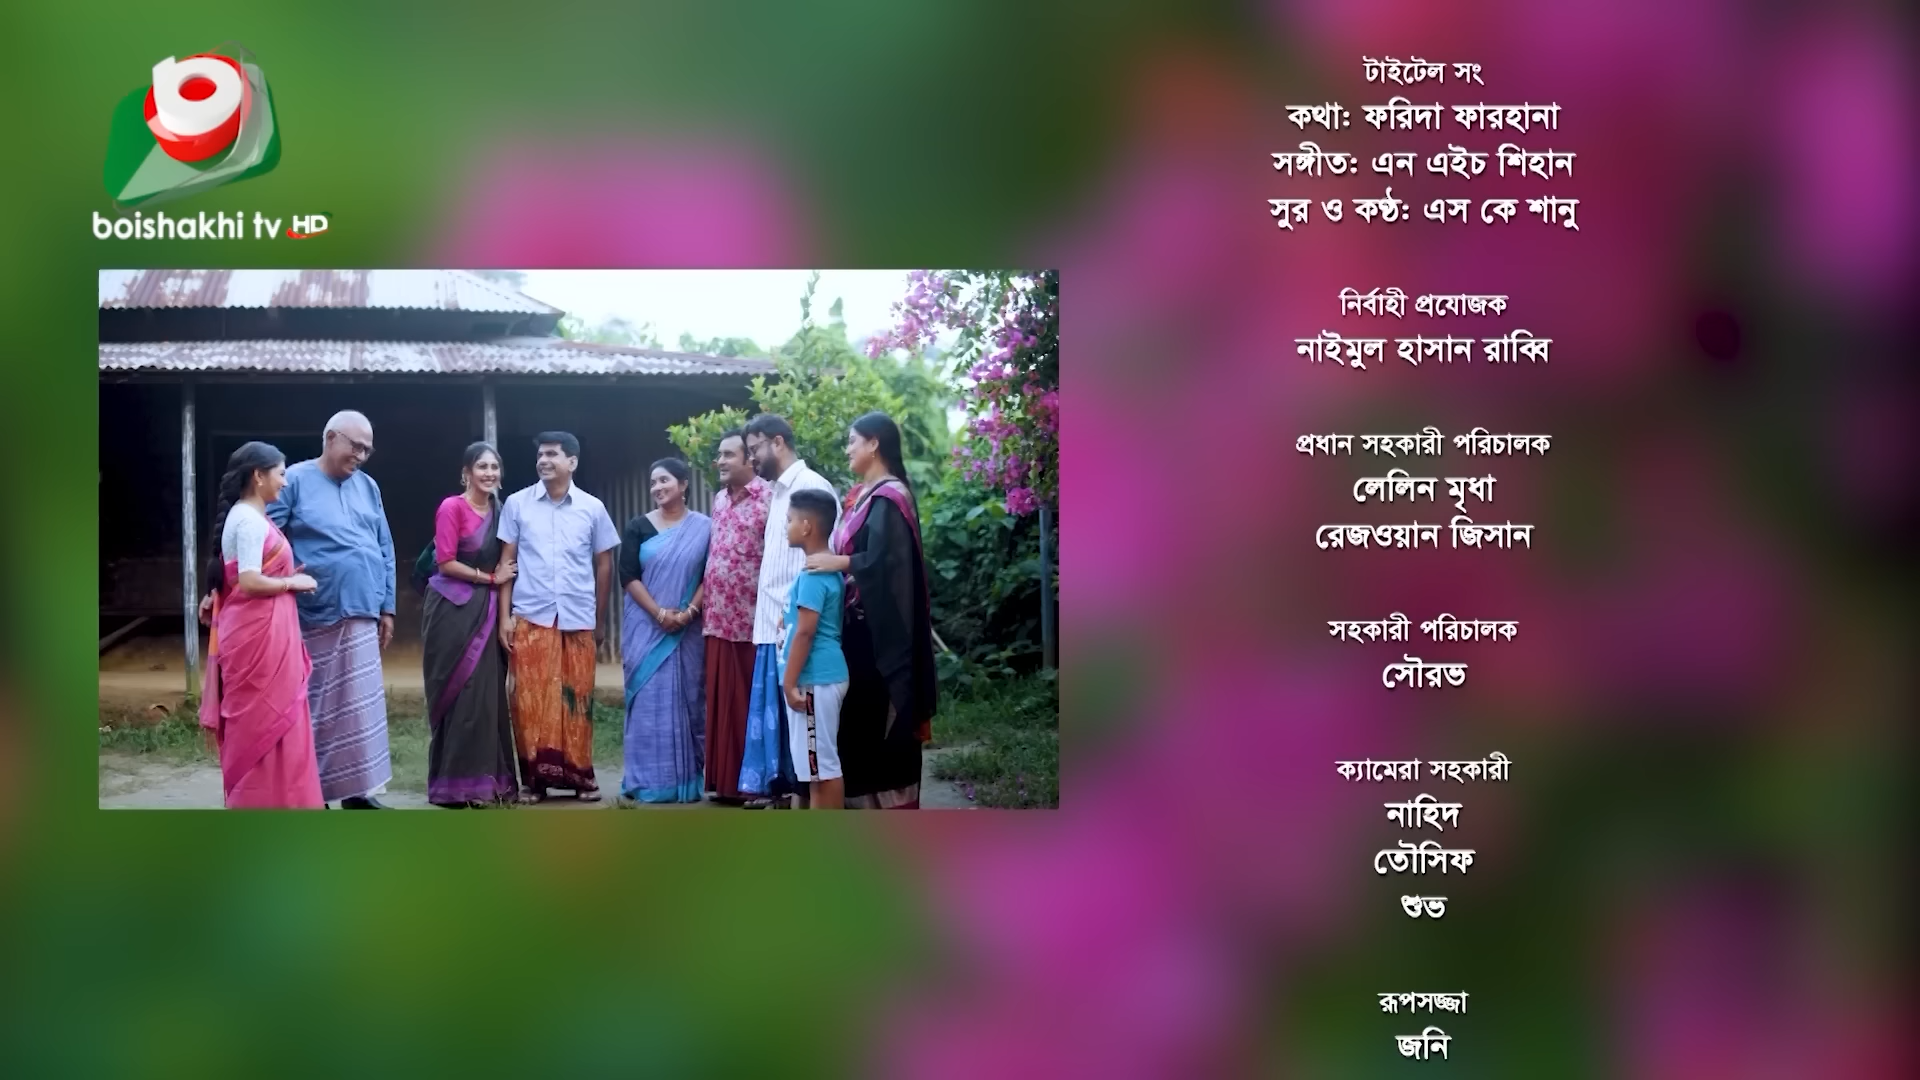 boishakhi tv HD
টাইটেল সং
কথা: ফরিদা ফারহানা
সঙ্গীত: এন এইচ শিহান
সুর ও কণ্ঠ: এস কে শানু
নির্বাহী প্রযোজক
নাইমুল হাসান রাব্বি
প্রধান সহকারী পরিচালক
লেলিন মৃধা
রেজওয়ান জিসান
সহকারী পরিচালক
সৌরভ
ক্যামেরা সহকারী
নাহিদ
তৌসিফ
শুভ
রূপসজ্জা
জনি